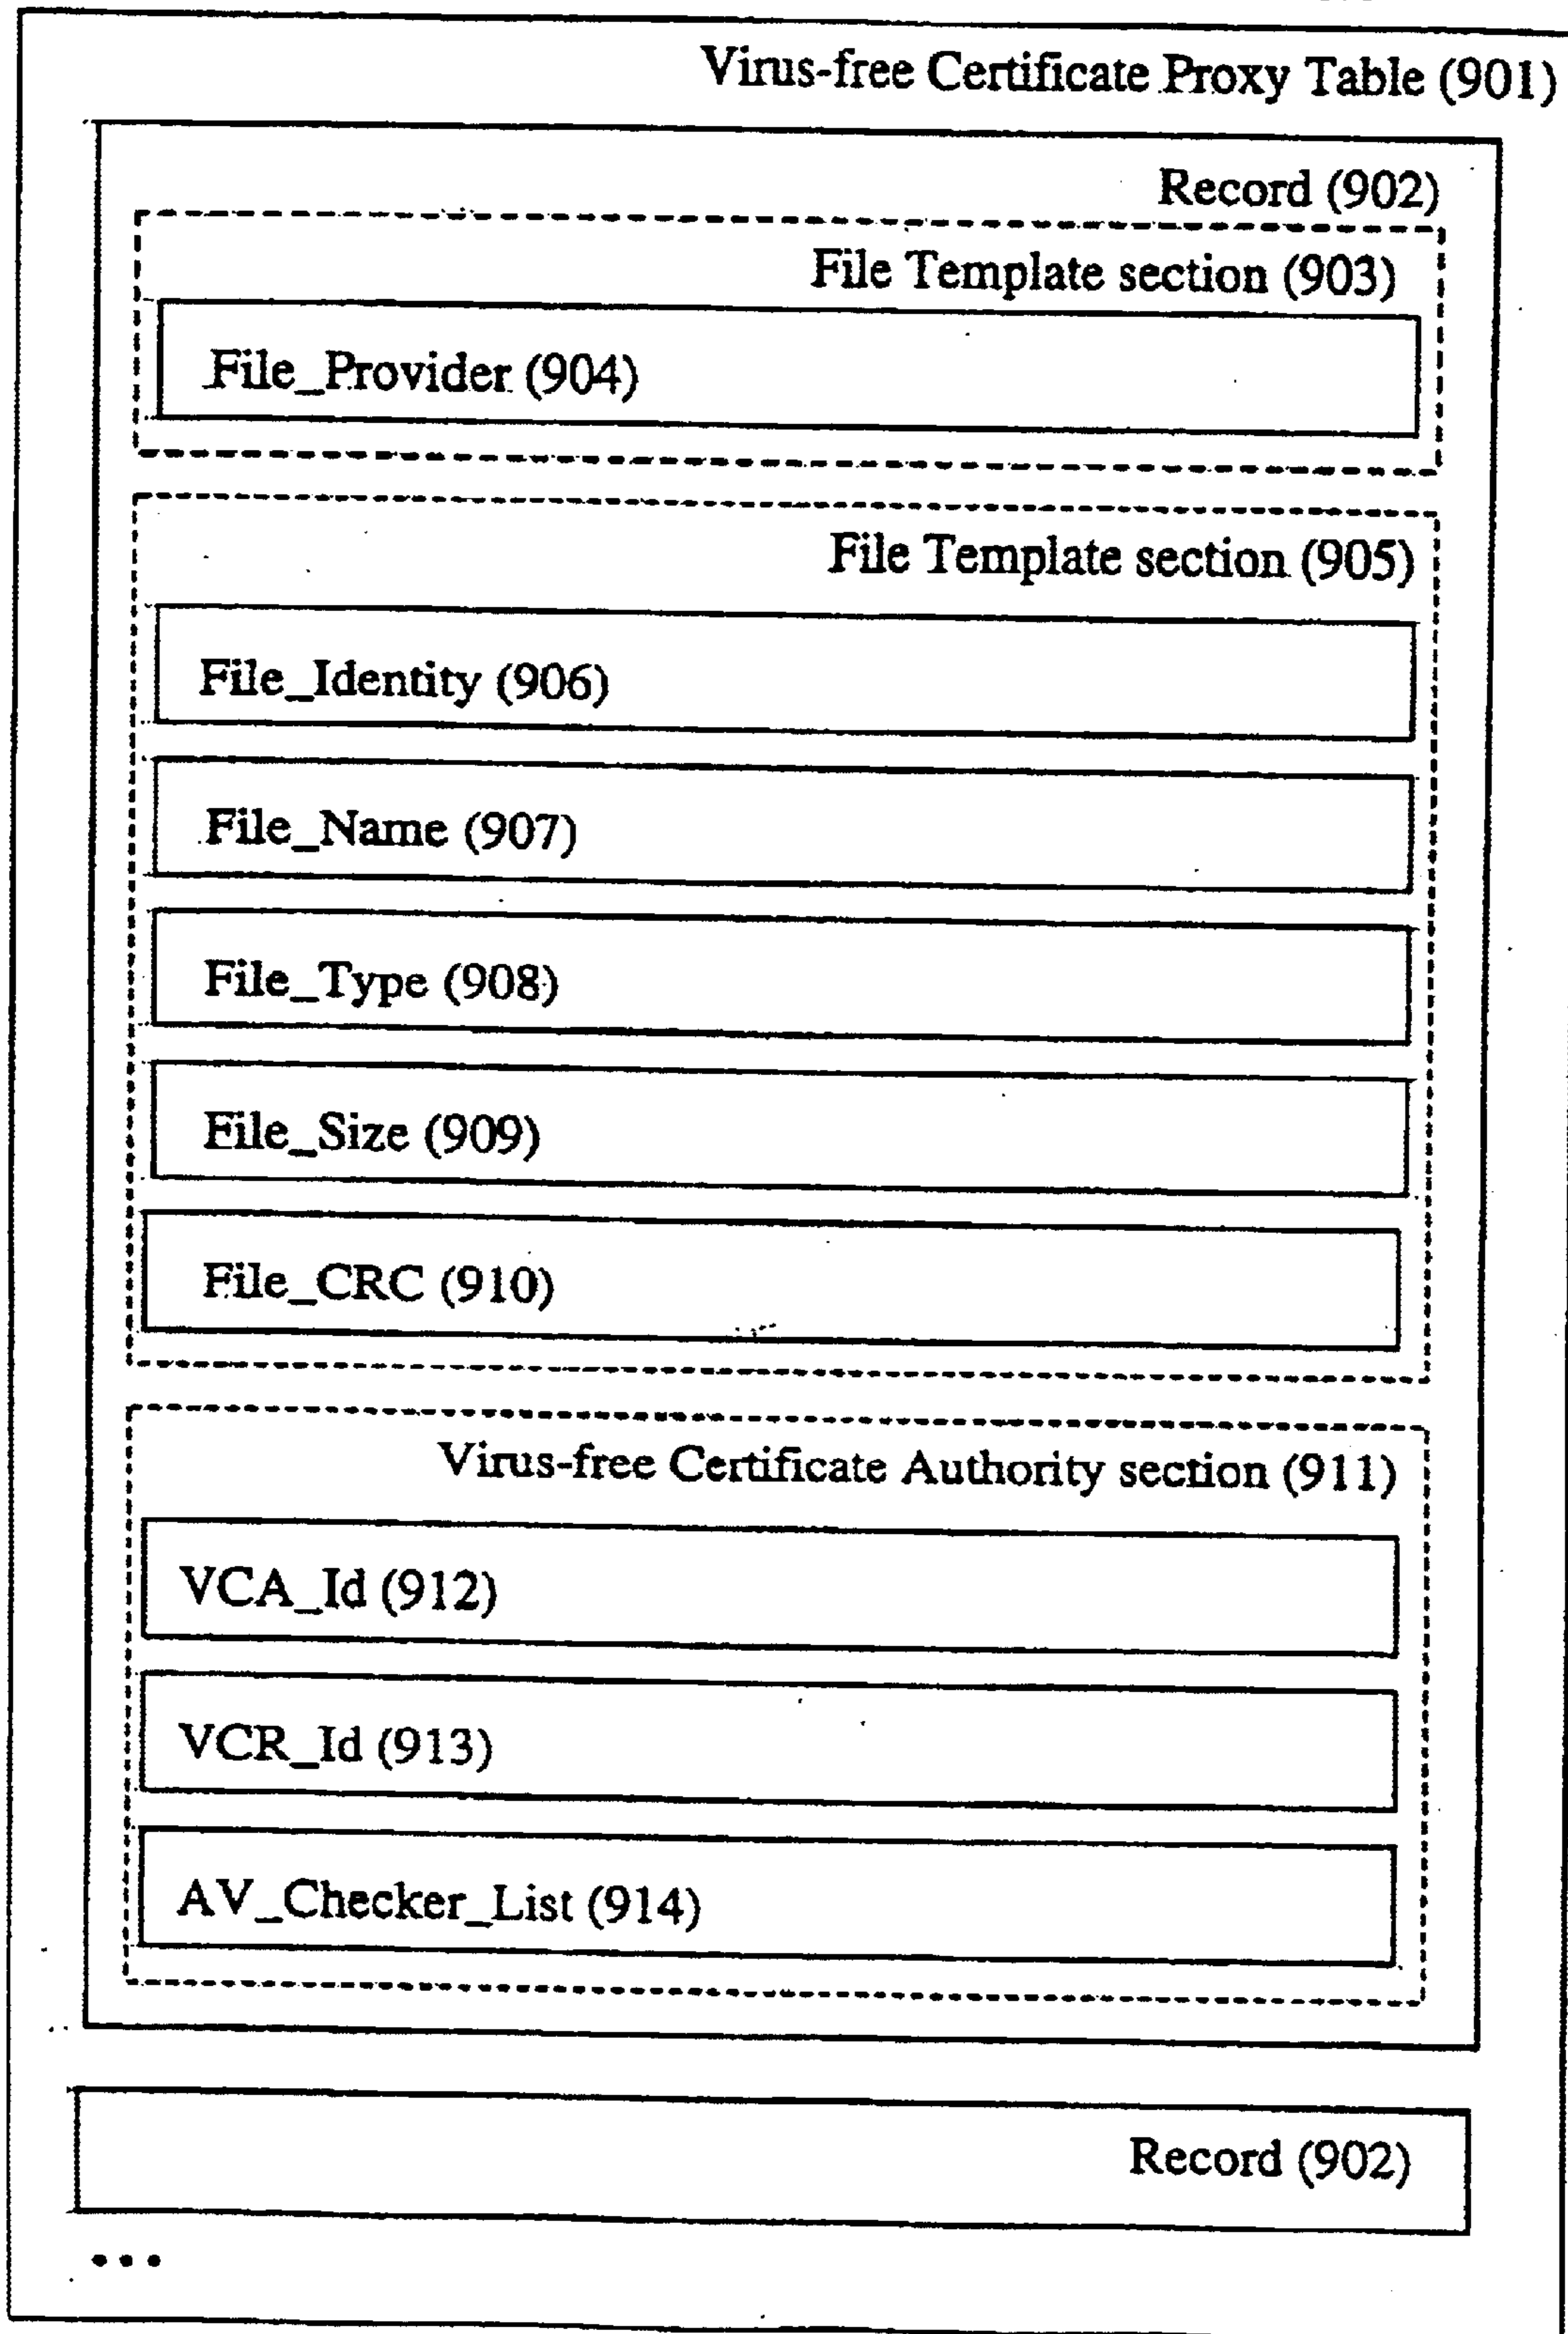 Virus-free Certificate Proxy Table (901)
Record (902)
File Template section (903)
File_Provider (904)
File Template section (905)
File_Identity (906)
File_Name (907)
File_Type (908)
File_Size (909)
File_CRC (910)
Virus-free Certificate Authority section (911)
VCA_Id (912)
VCR_Id (913)
AV_Checker_List (914)
Record (902)
...